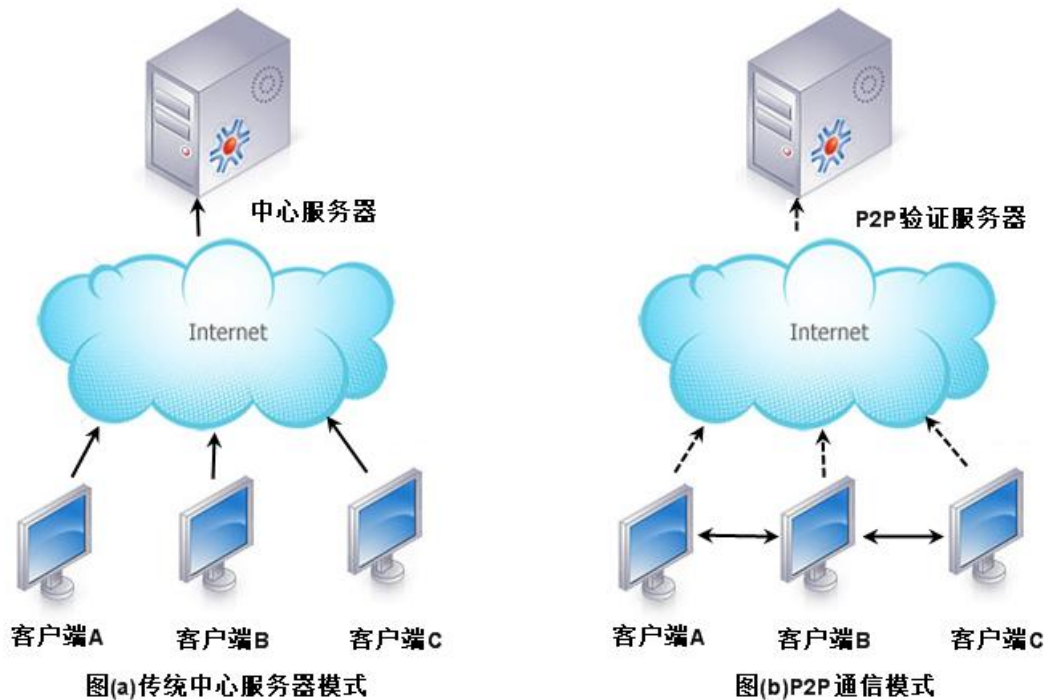 中心服务器
Internet
客户端A
客户端B
客户端C
图(a)传统中心服务器模式
P2P验证服务器
Internet
客户端A
客户端B
客户端C
图(b)P2P通信模式